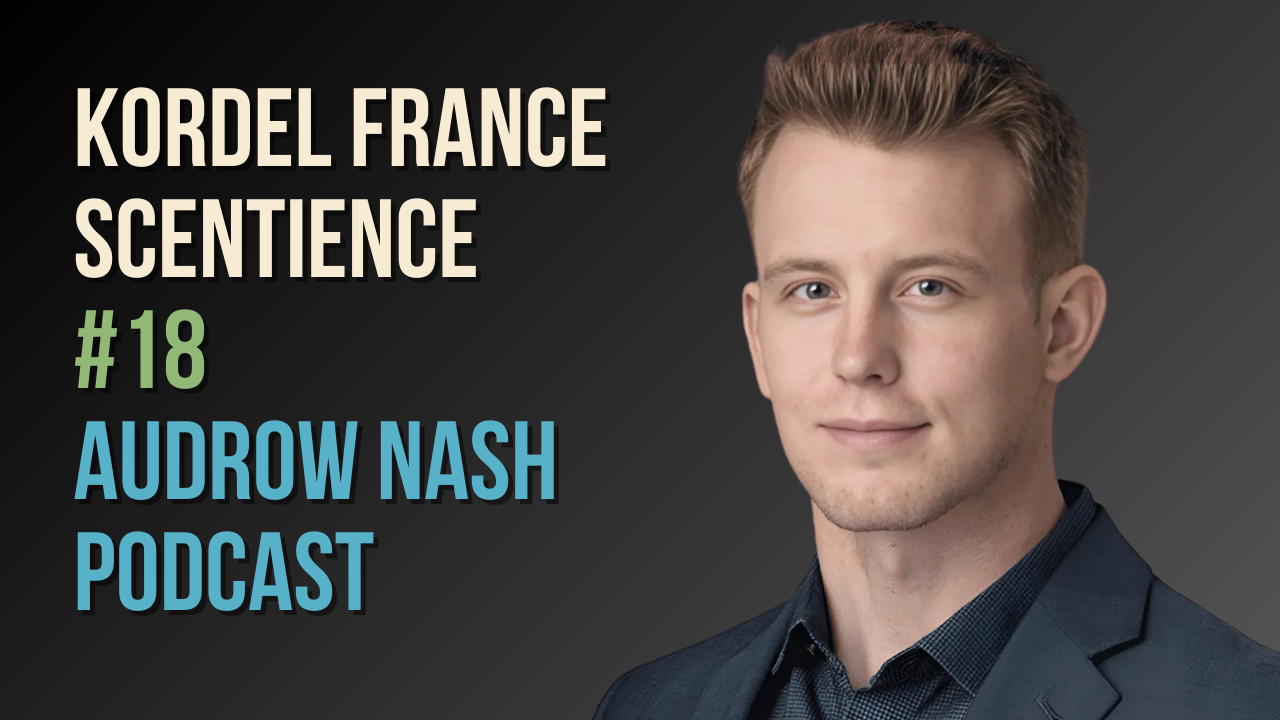 KORDEL FRANCE
SCENTIENCE
#18
AUDROW NASH
PODCAST